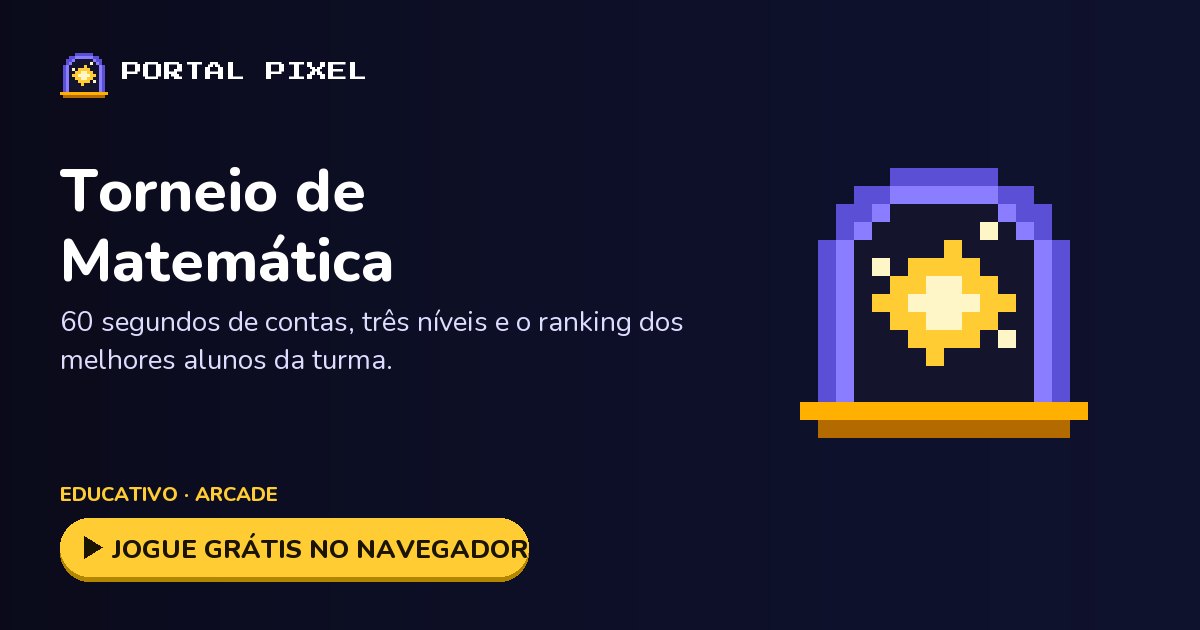 PORTAL PIXEL
Torneio de
Matemática
60 segundos de contas, três níveis e o ranking dos
melhores alunos da turma.
EDUCATIVO · ARCADE
JOGUE GRÁTIS NO NAVEGADOR